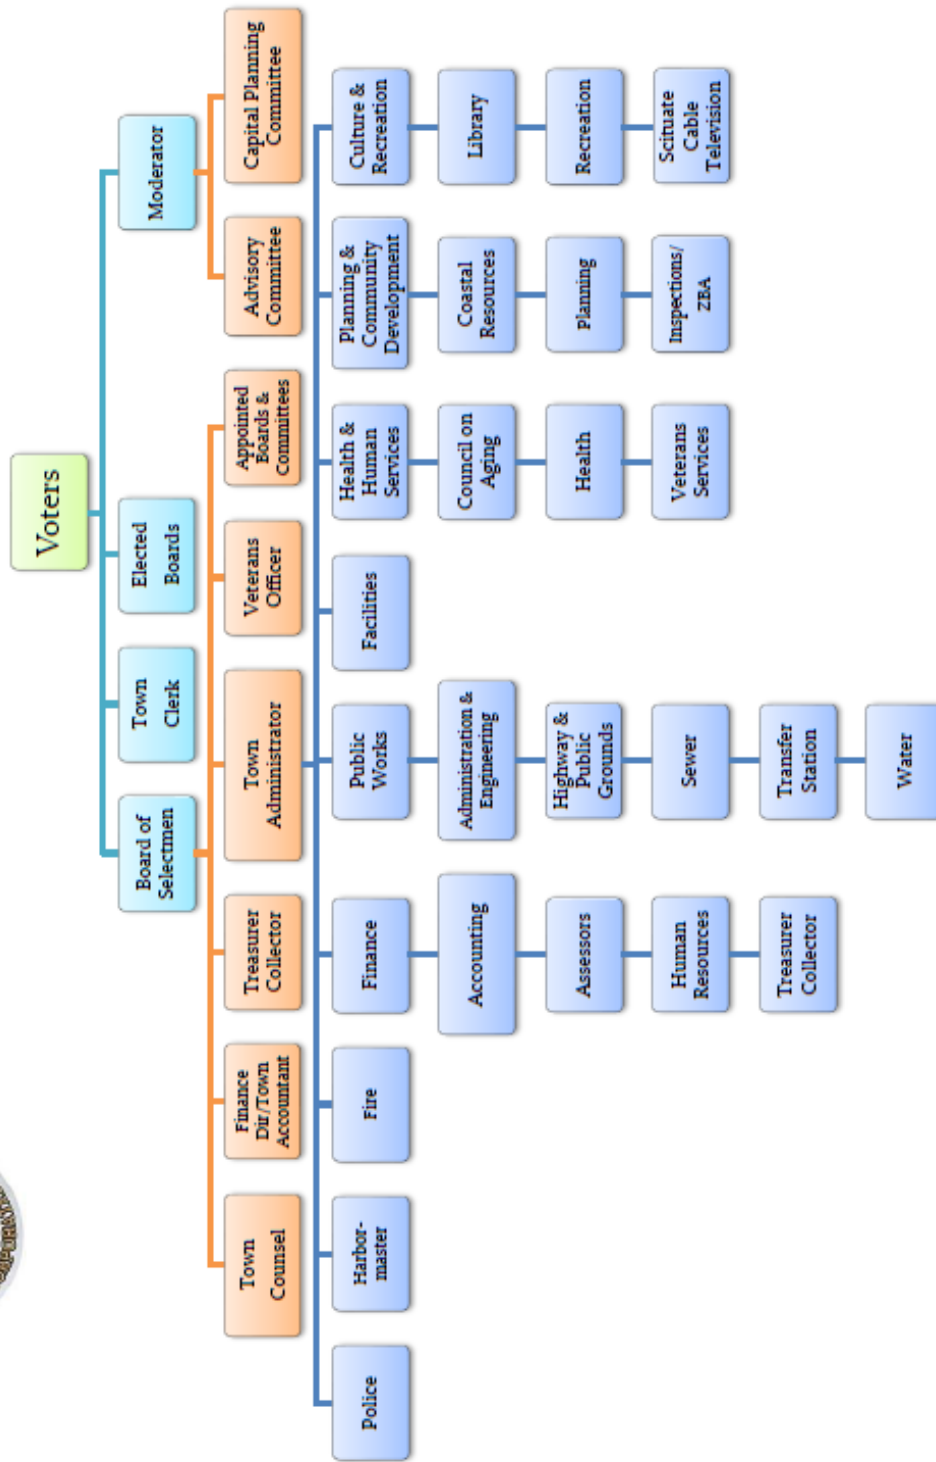 Voters
Board of
Selectmen
Town
Clerk
Elected
Boards
Moderator
Town
Counsel
Finance
Dir/Town
Accountant
Treasurer
Collector
Town
Administrator
Veterans
Officer
Appointed
Boards &
Committees
Advisory
Committee
Capital Planning
Committee
Police
Harbor-
master
Fire
Finance
Public
Works
Facilities
Health &
Human
Services
Planning &
Community
Development
Culture &
Recreation
Accounting
Administration &
Engineering
Council on
Aging
Coastal
Resources
Library
Assessors
Highway &
Public
Grounds
Health
Planning
Recreation
Human
Resources
Sewer
Veterans
Services
Inspections/
ZBA
Scituate
Cable
Television
Treasurer
Collector
Transfer
Station
Water